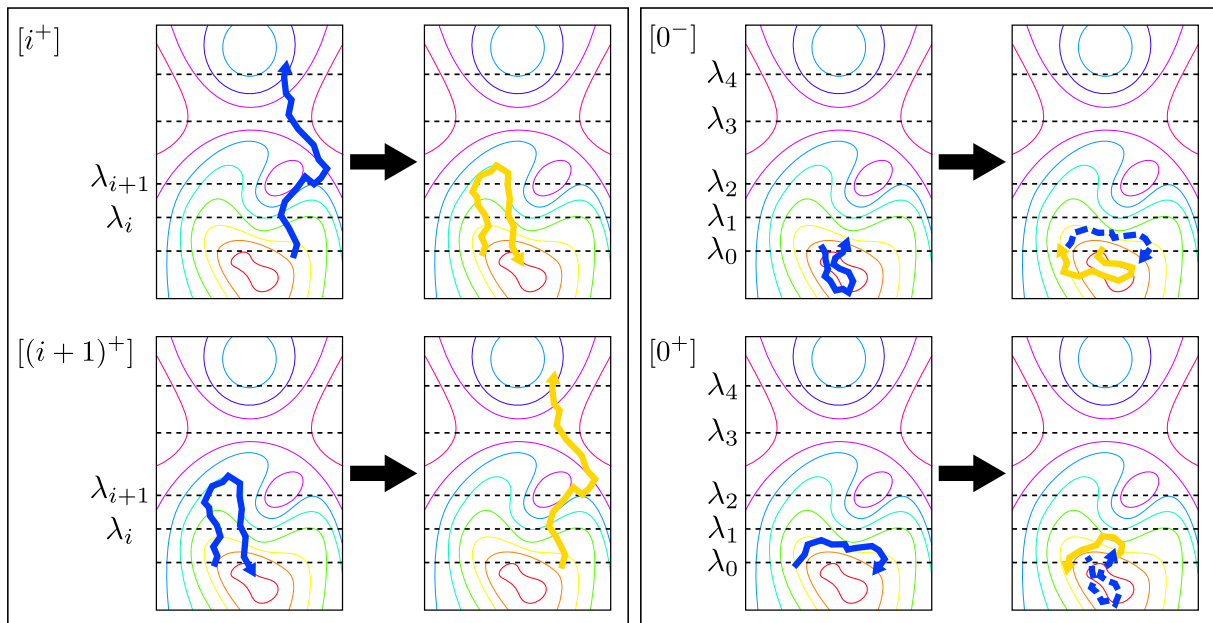 [i⁺]
λᵢ₊₁
λᵢ
[(i + 1)⁺]
λᵢ₊₁
λᵢ
[0⁻]
λ₄
λ₃
λ₂
λ₁
λ₀
[0⁺]
λ₄
λ₃
λ₂
λ₁
λ₀